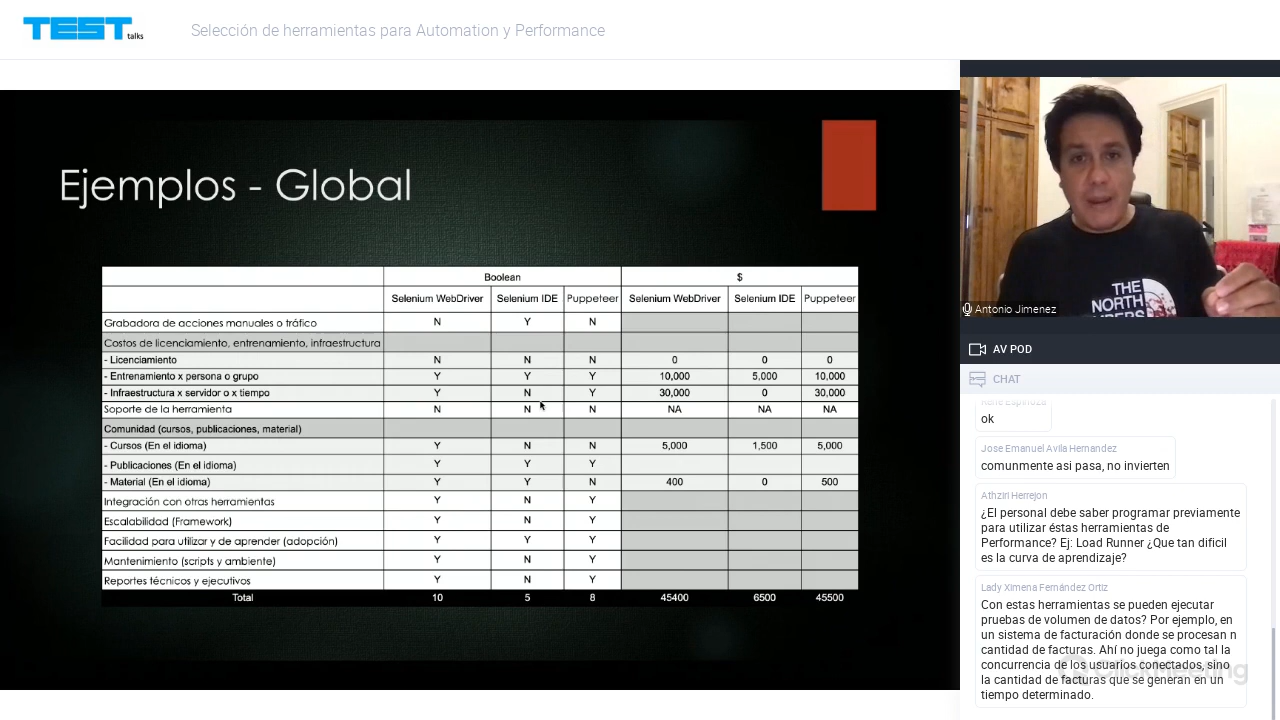 TEST talks
Selección de herramientas para Automation y Performance
Ejemplos - Global
Boolean $
Selenium WebDriver Selenium IDE Puppeteer Selenium WebDriver Selenium IDE Puppeteer
Grabadora de acciones manuales o tráfico N Y N
Costos de licenciamiento, entrenamiento, infraestructura
- Licenciamiento N N N 0 0 0
- Entrenamiento x persona o grupo Y Y Y 10,000 5,000 10,000
- Infraestructura x servidor o x tiempo Y N Y 30,000 0 30,000
Soporte de la herramienta N N N NA NA NA
Comunidad (cursos, publicaciones, material)
- Cursos (En el idioma) Y N N 5,000 1,500 5,000
- Publicaciones (En el idioma) Y Y Y
- Material (En el idioma) Y Y N 400 0 500
Integración con otras herramientas Y N Y
Escalabilidad (Framework) Y N Y
Facilidad para utilizar y de aprender (adopción) Y Y Y
Mantenimiento (scripts y ambiente) Y N Y
Reportes técnicos y ejecutivos Y N Y
Total 10 5 8 45400 6500 45500
THE
NORTH
Antonio Jimenez
AV POD
CHAT
ok
Jose Emanuel Avila Hernandez
comunmente asi pasa, no invierten
Athziri Herrejon
¿El personal debe saber programar previamente
para utilizar éstas herramientas de
Performance? Ej: Load Runner ¿Que tan dificil
es la curva de aprendizaje?
Lady Ximena Fernández Ortiz
Con estas herramientas se pueden ejecutar
pruebas de volumen de datos? Por ejemplo, en
un sistema de facturación donde se procesan n
cantidad de facturas. Ahí no juega como tal la
concurrencia de los usuarios conectados, sino
la cantidad de facturas que se generan en un
tiempo determinado.
ClickMeeting